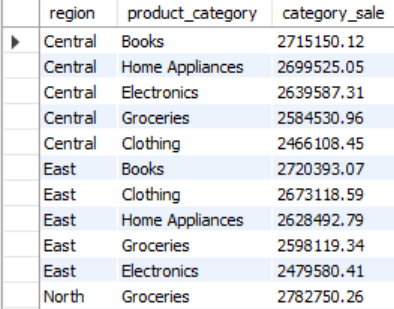 region product_category category_sale
Central Books 2715150.12
Central Home Appliances 2699525.05
Central Electronics 2639587.31
Central Groceries 2584530.96
Central Clothing 2466108.45
East Books 2720393.07
East Clothing 2673118.59
East Home Appliances 2628492.79
East Groceries 2598119.34
East Electronics 2479580.41
North Groceries 2782750.26